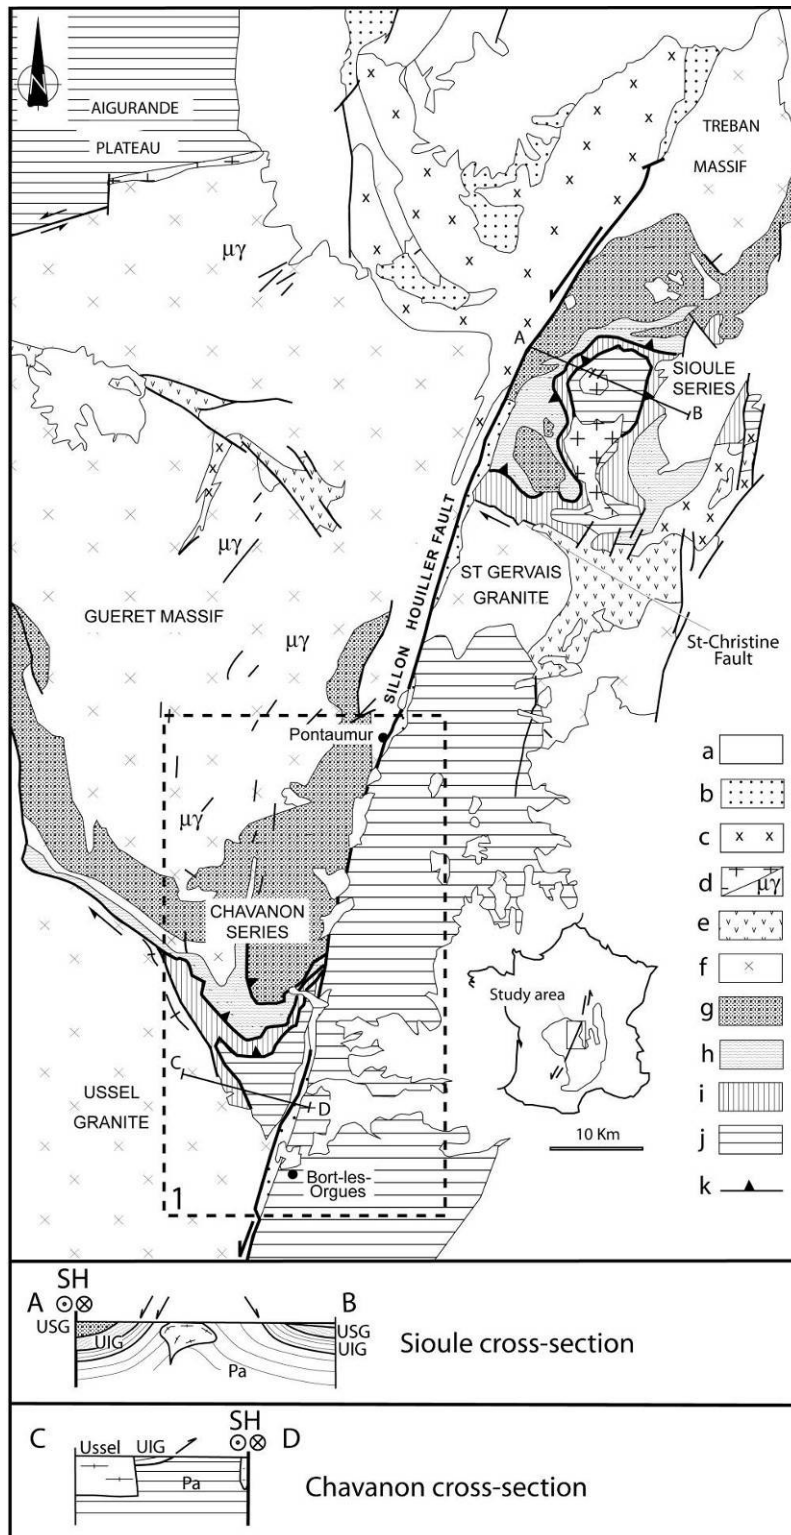 N
AIGURANDE
PLATEAU
TREBAN
MASSIF
μγ
A
SIOULE
SERIES
B
μγ
SILLON HOUILLER FAULT
ST GERVAIS
GRANITE
GUERET MASSIF
μγ
St-Christine
Fault
Pontaumur
μγ
CHAVANON
SERIES
a
b
c
d
μγ
e
f
g
h
i
j
k
Study area
10 Km
C
D
USSEL
GRANITE
Bort-les-
Orgues
1
SH
A
B
USG
UIG
Pa
USG
UIG
Sioule cross-section
SH
C
Ussel
UIG
D
Pa
Chavanon cross-section